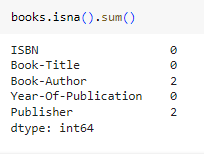 books.isna().sum()
ISBN 0
Book-Title 0
Book-Author 2
Year-Of-Publication 0
Publisher 2
dtype: int64